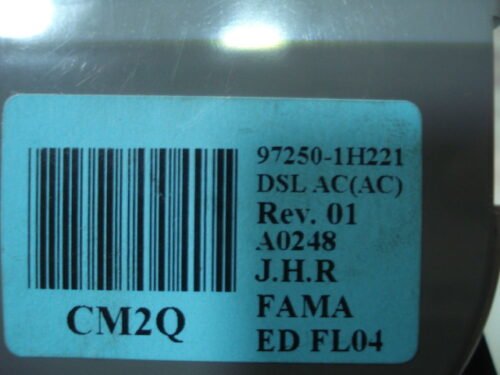 97250-1H221
DSL AC(AC)
Rev. 01
A0248
J.H.R
FAMA
ED FL04
CM2Q